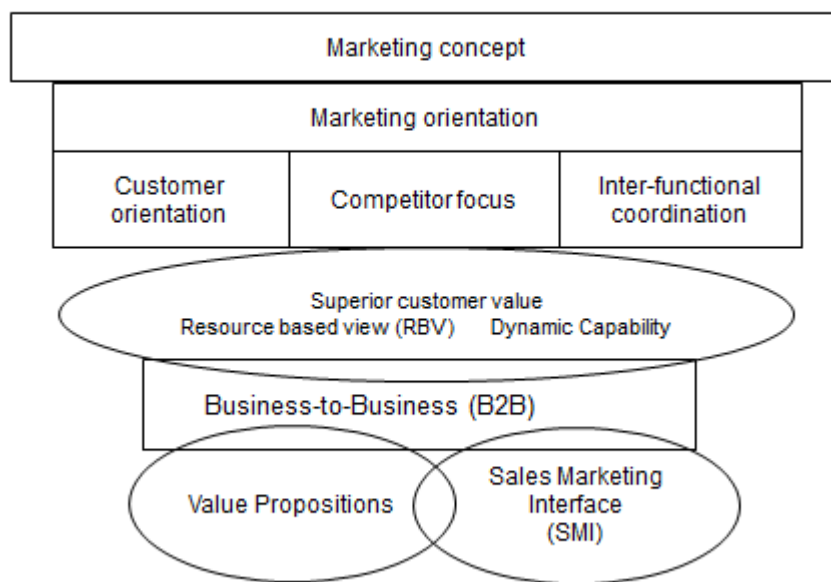 Marketing concept
Marketing orientation
Customer
orientation
Competitor focus
Inter-functional
coordination
Superior customer value
Resource based view (RBV) Dynamic Capability
Business-to-Business (B2B)
Value Propositions
Sales Marketing
Interface
(SMI)